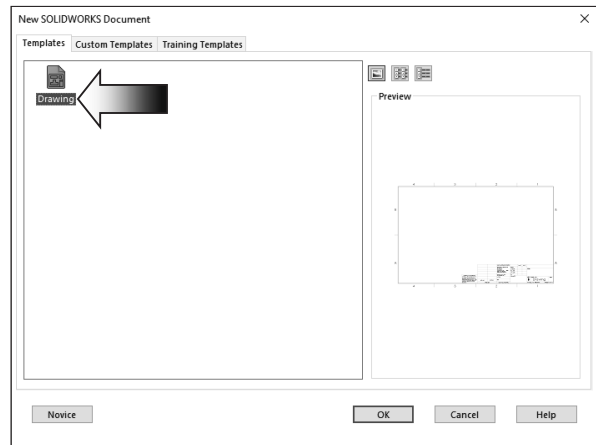 New SOLIDWORKS Document
Templates Custom Templates Training Templates
Drawing
Preview
Novice OK Cancel Help